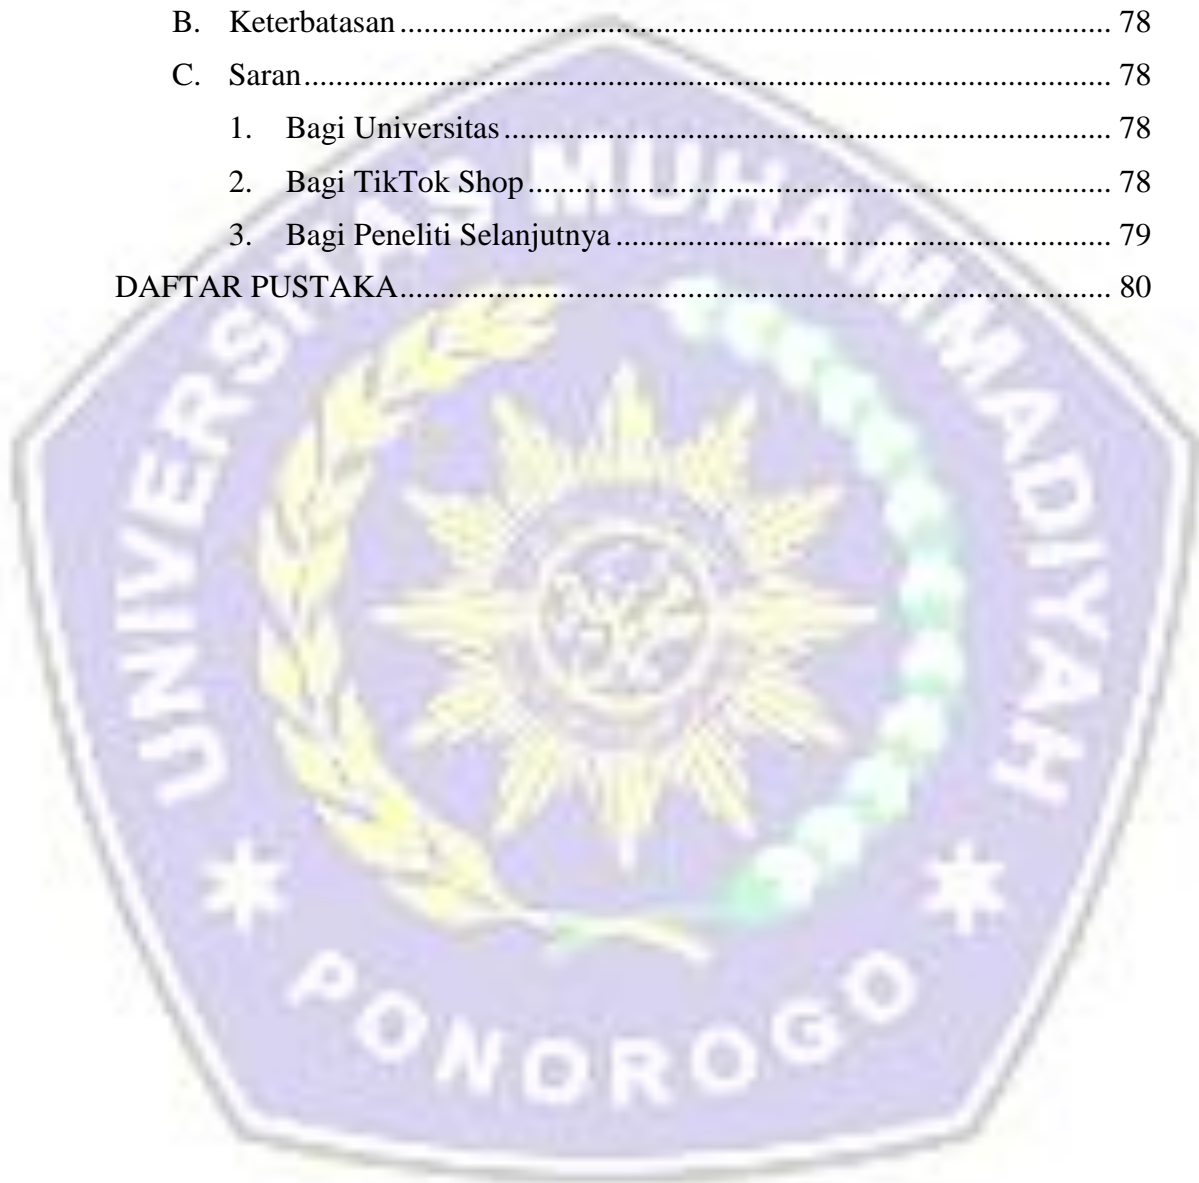 B. Keterbatasan ........................................................................................ 78
C. Saran ..................................................................................................... 78
1. Bagi Universitas ............................................................................ 78
2. Bagi TikTok Shop ......................................................................... 78
3. Bagi Peneliti Selanjutnya .............................................................. 79
DAFTAR PUSTAKA ......................................................................................... 80
UNIVERSITAS MUHAMMADIYAH
PONOROGO